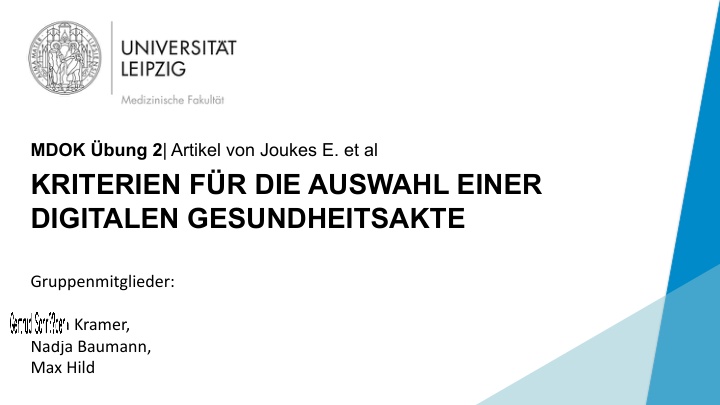 UNIVERSITÄT
LEIPZIG
Medizinische Fakultät
MDOK Übung 2| Artikel von Joukes E. et al
KRITERIEN FÜR DIE AUSWAHL EINER
DIGITALEN GESUNDHEITSAKTE
Gruppenmitglieder:
Gertrud Kramer,
Nadja Baumann,
Max Hild